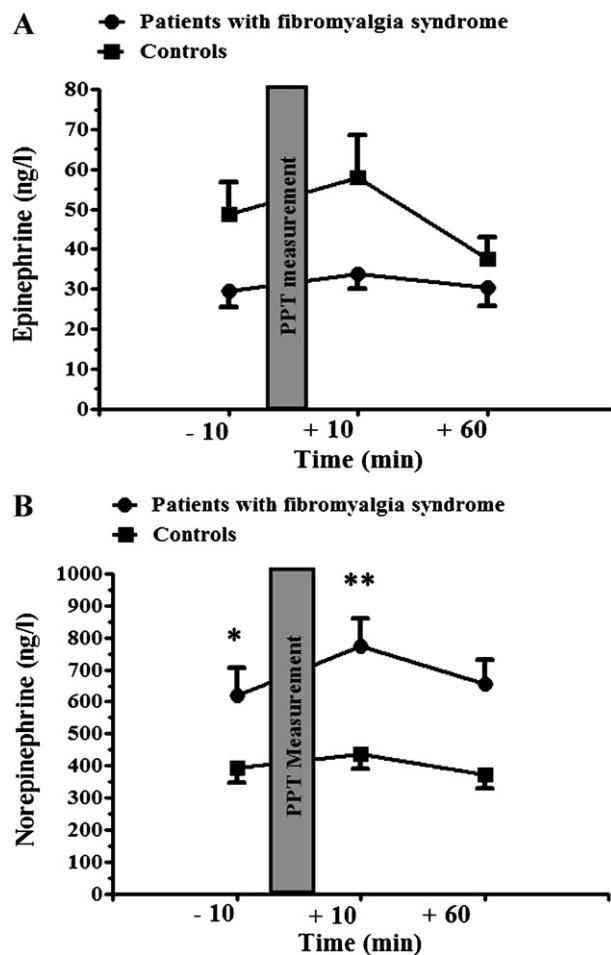 A
Patients with fibromyalgia syndrome
Controls
Epinephrine (ng/l)
80
70
60
50
40
30
20
10
0
PPT measurement
- 10
+ 10
+ 60
Time (min)
B
Patients with fibromyalgia syndrome
Controls
Norepinephrine (ng/l)
1000
900
800
700
600
500
400
300
200
100
0
*
**
PPT Measurement
- 10
+ 10
+ 60
Time (min)